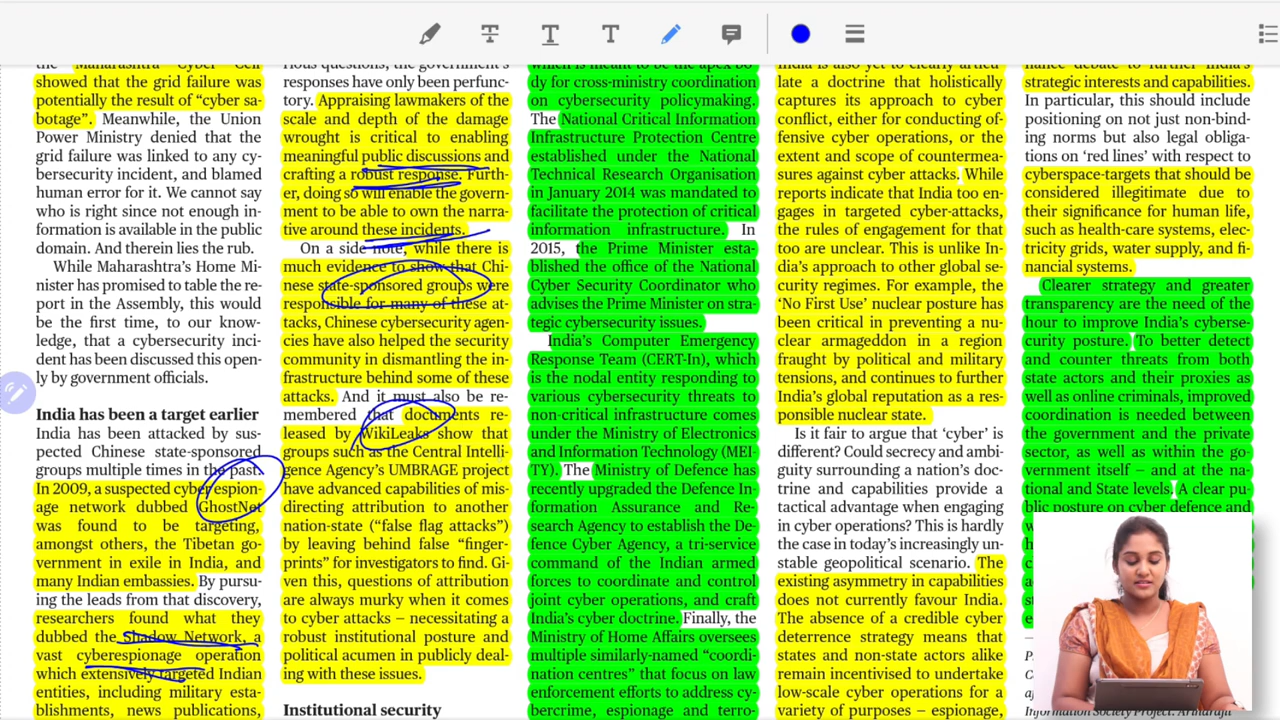 the Maharashtra Cyber Cell
showed that the grid failure was
potentially the result of “cyber sa-
botage”. Meanwhile, the Union
Power Ministry denied that the
grid failure was linked to any cy-
bersecurity incident, and blamed
human error for it. We cannot say
who is right since not enough in-
formation is available in the public
domain. And therein lies the rub.
While Maharashtra’s Home Mi-
nister has promised to table the re-
port in the Assembly, this would
be the first time, to our know-
ledge, that a cybersecurity inci-
dent has been discussed this open-
ly by government officials.
India has been a target earlier
India has been attacked by sus-
pected Chinese state-sponsored
groups multiple times in the past.
In 2009, a suspected cyber espion-
age network dubbed GhostNet
was found to be targeting,
amongst others, the Tibetan go-
vernment in exile in India, and
many Indian embassies. By pursu-
ing the leads from that discovery,
researchers found what they
dubbed the Shadow Network, a
vast cyberespionage operation
which extensively targeted Indian
entities, including military esta-
blishments, news publications,
rious questions, the government’s
responses have only been perfunc-
tory. Appraising lawmakers of the
scale and depth of the damage
wrought is critical to enabling
meaningful public discussions and
crafting a robust response. Furth-
er, doing so will enable the govern-
ment to be able to own the narra-
tive around these incidents.
On a side note, while there is
much evidence to show that Chi-
nese state-sponsored groups were
responsible for many of these at-
tacks, Chinese cybersecurity agen-
cies have also helped the security
community in dismantling the in-
frastructure behind some of these
attacks. And it must also be re-
membered that documents re-
leased by WikiLeaks show that
groups such as the Central Intelli-
gence Agency’s UMBRAGE project
have advanced capabilities of mis-
directing attribution to another
nation-state (“false flag attacks”)
by leaving behind false “finger-
prints” for investigators to find. Gi-
ven this, questions of attribution
are always murky when it comes
to cyber attacks – necessitating a
robust institutional posture and
political acumen in publicly deal-
ing with these issues.
Institutional security
which is meant to be the apex bo-
dy for cross-ministry coordination
on cybersecurity policymaking.
The National Critical Information
Infrastructure Protection Centre
established under the National
Technical Research Organisation
in January 2014 was mandated to
facilitate the protection of critical
information infrastructure. In
2015, the Prime Minister esta-
blished the office of the National
Cyber Security Coordinator who
advises the Prime Minister on stra-
tegic cybersecurity issues.
India’s Computer Emergency
Response Team (CERT-In), which
is the nodal entity responding to
various cybersecurity threats to
non-critical infrastructure comes
under the Ministry of Electronics
and Information Technology (MEI-
TY). The Ministry of Defence has
recently upgraded the Defence In-
formation Assurance and Re-
search Agency to establish the De-
fence Cyber Agency, a tri-service
command of the Indian armed
forces to coordinate and control
joint cyber operations, and craft
India’s cyber doctrine. Finally, the
Ministry of Home Affairs oversees
multiple similarly-named “coordi-
nation centres” that focus on law
enforcement efforts to address cy-
bercrime, espionage and terro-
India is also yet to clearly articu-
late a doctrine that holistically
captures its approach to cyber
conflict, either for conducting of-
fensive cyber operations, or the
extent and scope of countermea-
sures against cyber attacks. While
reports indicate that India too en-
gages in targeted cyber-attacks,
the rules of engagement for that
too are unclear. This is unlike In-
dia’s approach to other global se-
curity regimes. For example, the
‘No First Use’ nuclear posture has
been critical in preventing a nu-
clear armageddon in a region
fraught by political and military
tensions, and continues to further
India’s global reputation as a res-
ponsible nuclear state.
Is it fair to argue that ‘cyber’ is
different? Could secrecy and ambi-
guity surrounding a nation’s doc-
trine and capabilities provide a
tactical advantage when engaging
in cyber operations? This is hardly
the case in today’s increasingly un-
stable geopolitical scenario. The
existing asymmetry in capabilities
does not currently favour India.
The absence of a credible cyber
deterrence strategy means that
states and non-state actors alike
remain incentivised to undertake
low-scale cyber operations for a
variety of purposes – espionage,
nance debate to further India’s
strategic interests and capabilities.
In particular, this should include
positioning on not just non-bind-
ing norms but also legal obliga-
tions on ‘red lines’ with respect to
cyberspace-targets that should be
considered illegitimate due to
their significance for human life,
such as health-care systems, elec-
tricity grids, water supply, and fi-
nancial systems.
Clearer strategy and greater
transparency are the need of the
hour to improve India’s cyberse-
curity posture. To better detect
and counter threats from both
state actors and their proxies as
well as online criminals, improved
coordination is needed between
the government and the private
sector, as well as within the go-
vernment itself – and at the na-
tional and State levels. A clear pu-
blic posture on cyber defence and
Information Society Project.